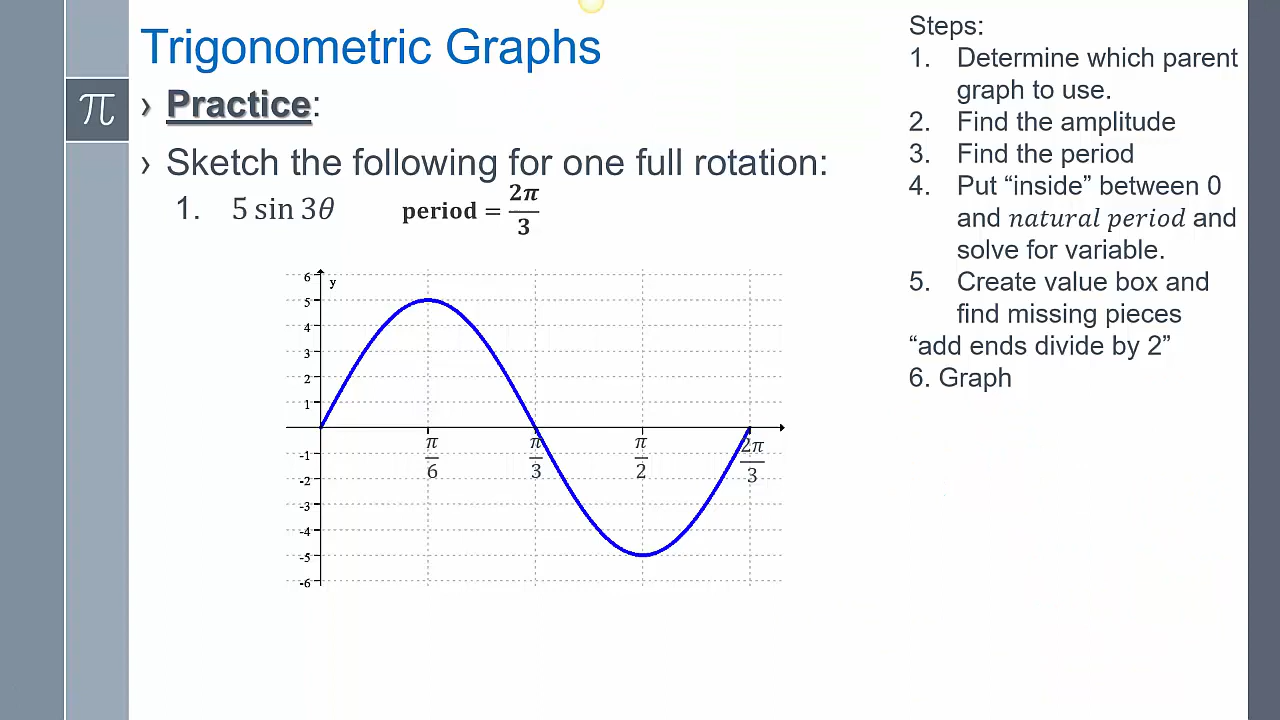 Trigonometric Graphs
π
› Practice:
› Sketch the following for one full rotation:
1. 5 sin 3θ period = 2π/3
y
6
5
4
3
2
1
-1
-2
-3
-4
-5
-6
π/6 π/3 π/2 2π/3
Steps:
1. Determine which parent
graph to use.
2. Find the amplitude
3. Find the period
4. Put “inside” between 0
and natural period and
solve for variable.
5. Create value box and
find missing pieces
“add ends divide by 2”
6. Graph